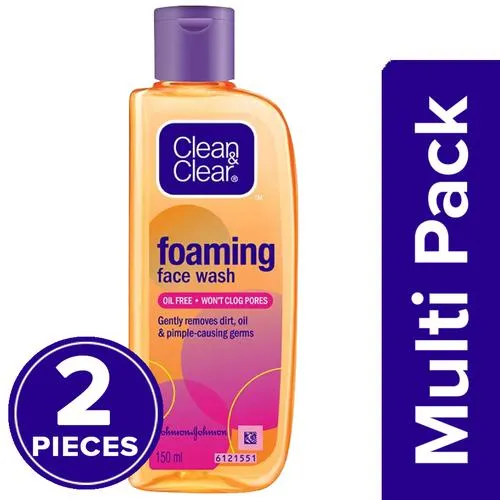 Clean
&
Clear®
TM
foaming
face wash
OIL FREE • WON'T CLOG PORES
Gently removes dirt, oil
& pimple-causing germs
Johnson&Johnson
150 ml
6121551
2
PIECES
Multi Pack